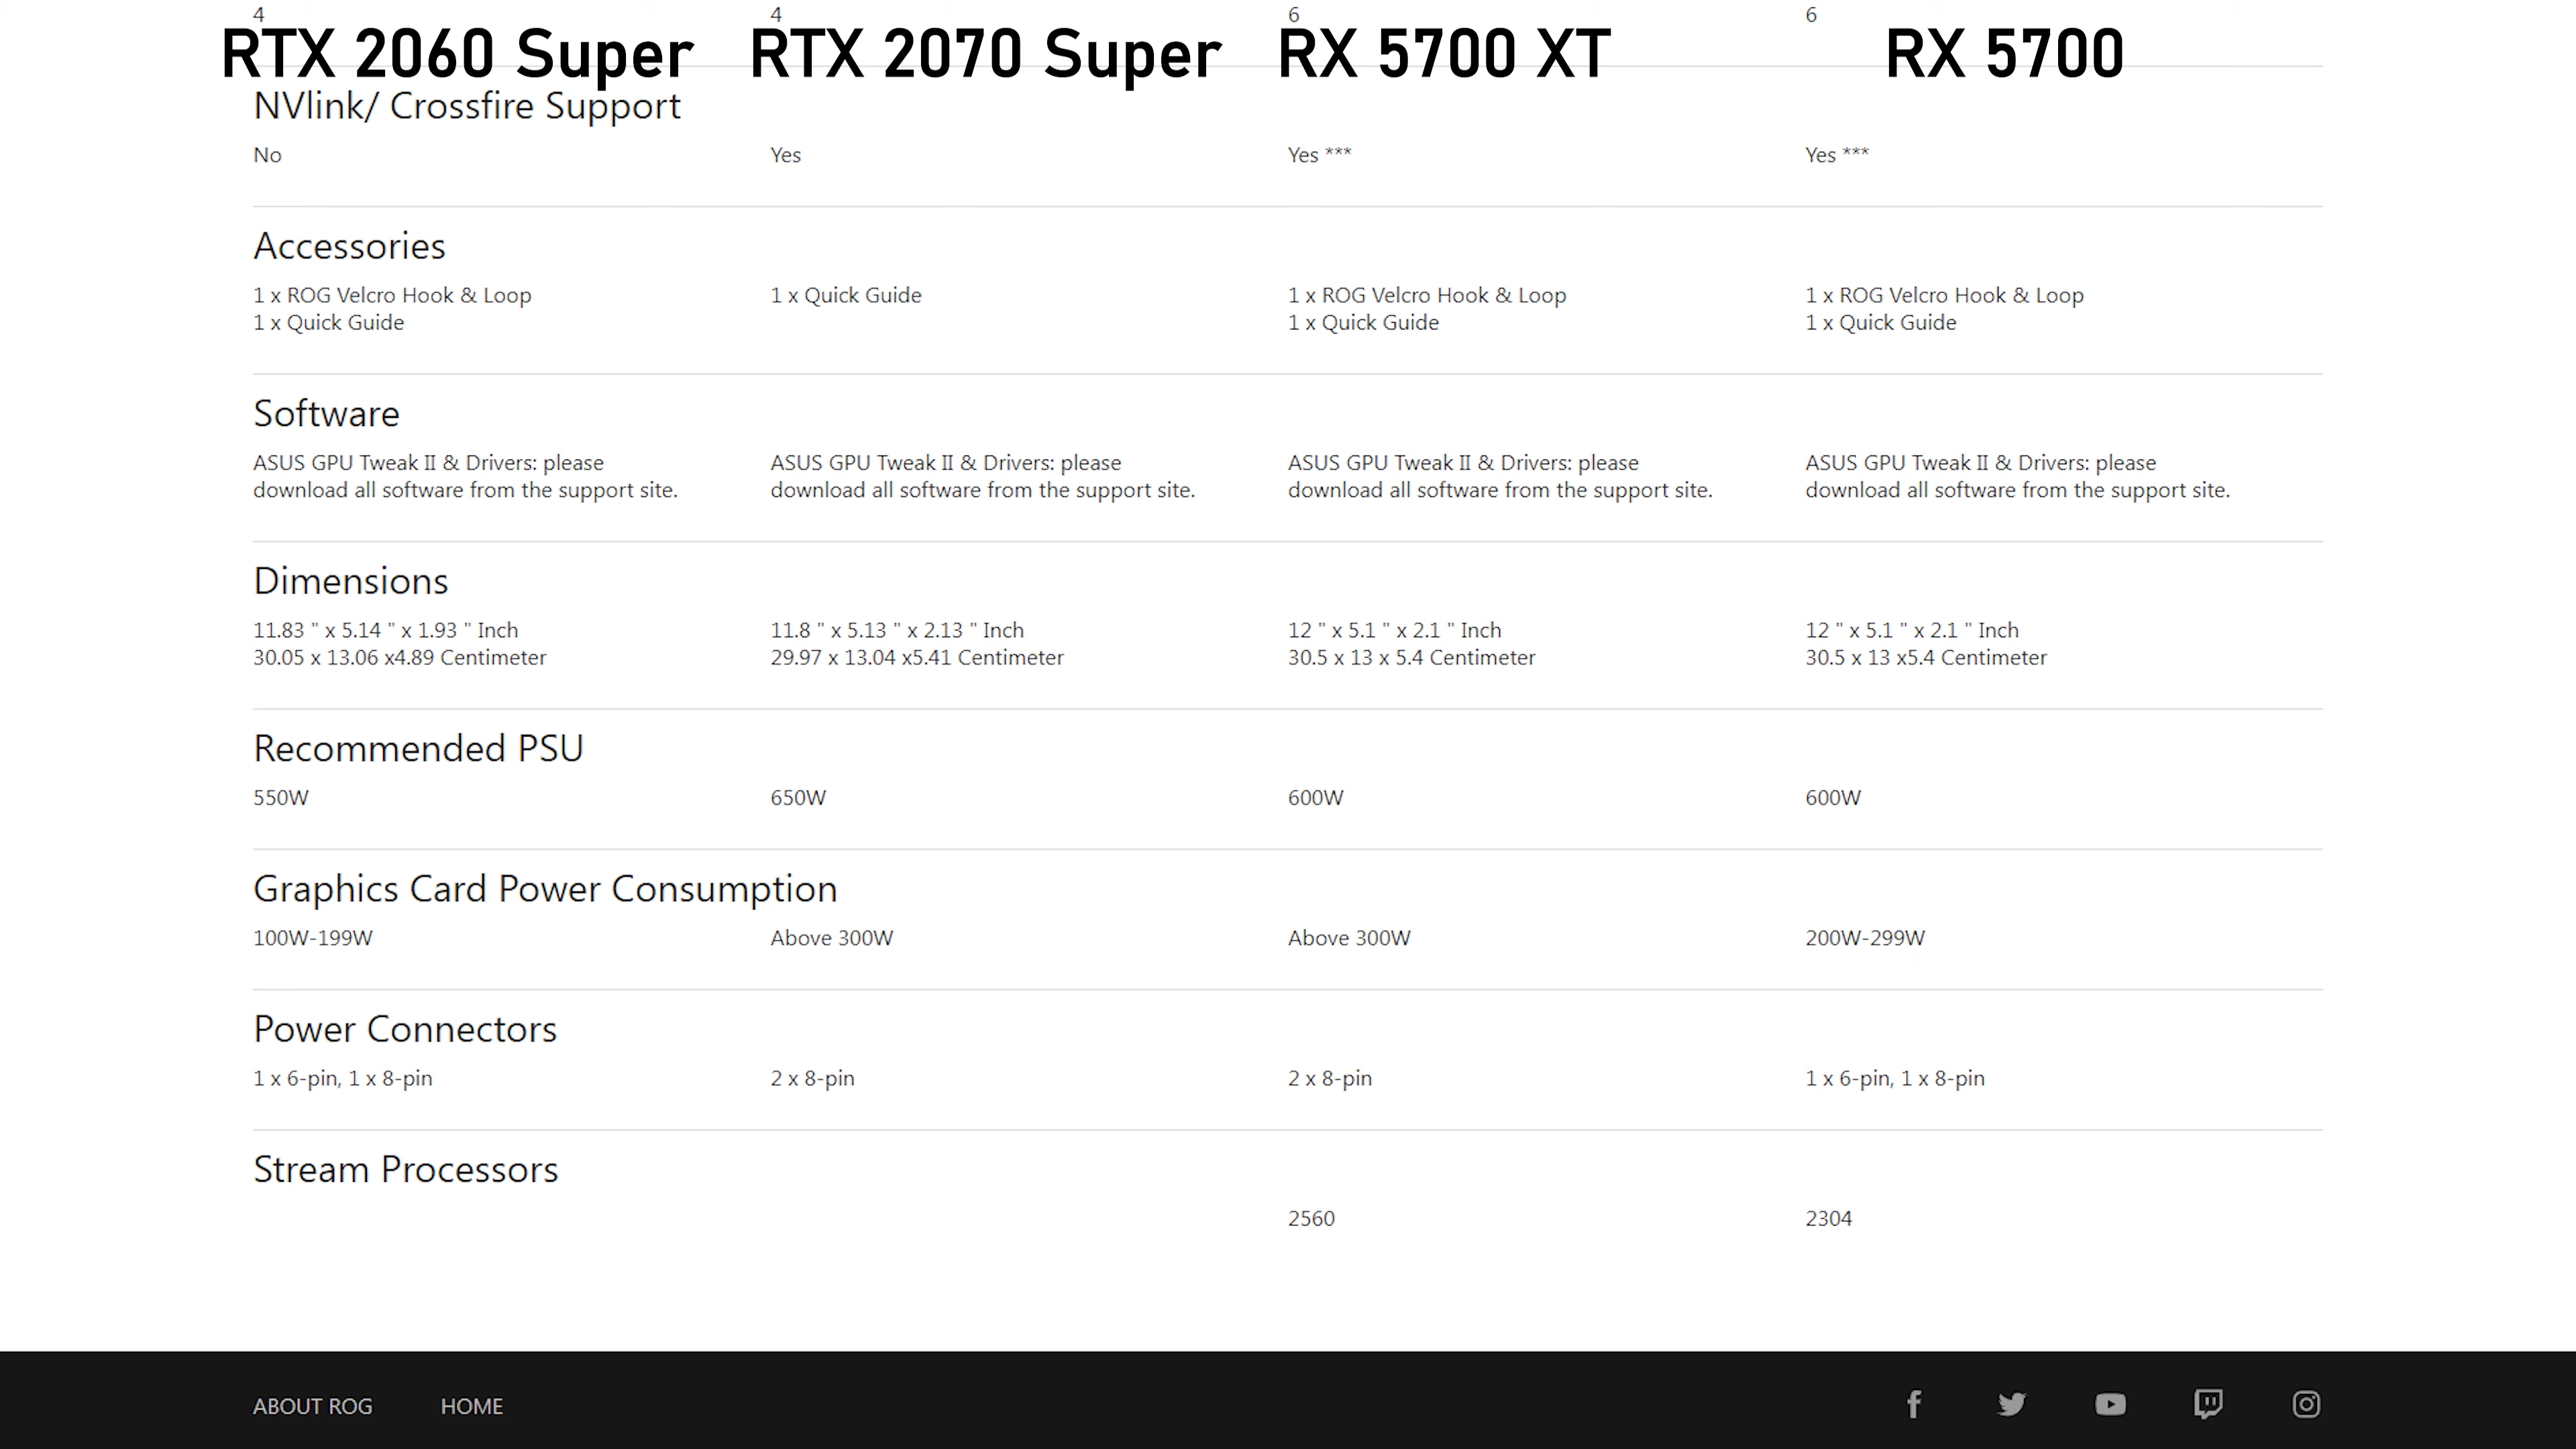 4 4 6 6
RTX 2060 Super RTX 2070 Super RX 5700 XT RX 5700
NVlink/ Crossfire Support
No Yes Yes *** Yes ***
Accessories
1 x ROG Velcro Hook & Loop 1 x Quick Guide 1 x ROG Velcro Hook & Loop 1 x ROG Velcro Hook & Loop
1 x Quick Guide 1 x Quick Guide 1 x Quick Guide
Software
ASUS GPU Tweak II & Drivers: please ASUS GPU Tweak II & Drivers: please ASUS GPU Tweak II & Drivers: please ASUS GPU Tweak II & Drivers: please
download all software from the support site. download all software from the support site. download all software from the support site. download all software from the support site.
Dimensions
11.83 " x 5.14 " x 1.93 " Inch 11.8 " x 5.13 " x 2.13 " Inch 12 " x 5.1 " x 2.1 " Inch 12 " x 5.1 " x 2.1 " Inch
30.05 x 13.06 x4.89 Centimeter 29.97 x 13.04 x5.41 Centimeter 30.5 x 13 x 5.4 Centimeter 30.5 x 13 x5.4 Centimeter
Recommended PSU
550W 650W 600W 600W
Graphics Card Power Consumption
100W-199W Above 300W Above 300W 200W-299W
Power Connectors
1 x 6-pin, 1 x 8-pin 2 x 8-pin 2 x 8-pin 1 x 6-pin, 1 x 8-pin
Stream Processors
2560 2304
ABOUT ROG HOME